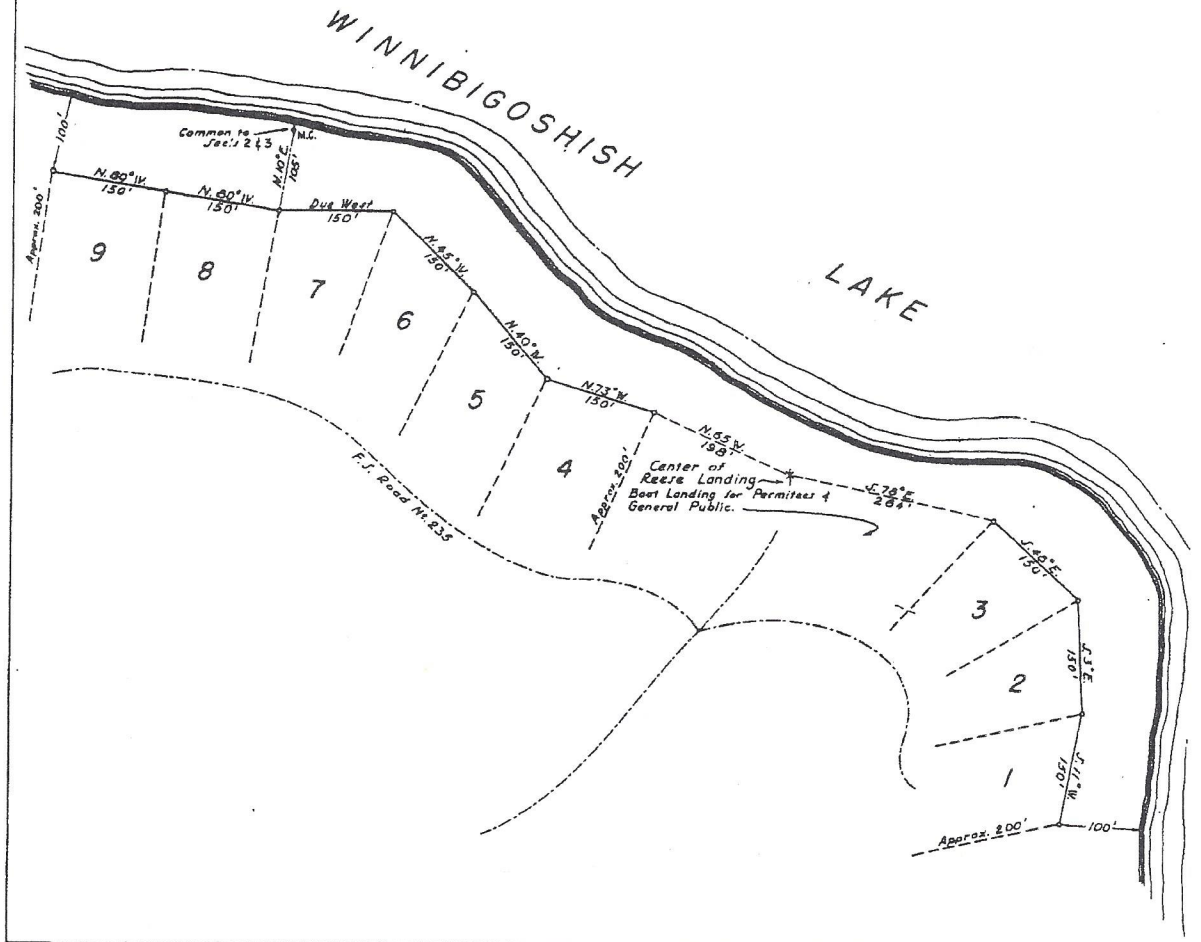 WINNIBIGOSHISH
LAKE
100'
Common to
Sec's 2 & 3
M.C.
N.10°E.
105'
Approx. 200'
N.80°W.
150'
N.80°W.
150'
Due West
150'
N.45°W.
150'
N.40°W.
150'
N.73°W.
150'
N.65 W.
198'
Center of
Reese Landing
Boat Landing for Permitees &
General Public.
S.78°E.
264'
Approx. 200'
9
8
7
6
5
4
F.S. Road No. 235
S.48°E.
150'
3
S.3°E.
150'
2
S.11°W.
150'
1
Approx. 200'
100'